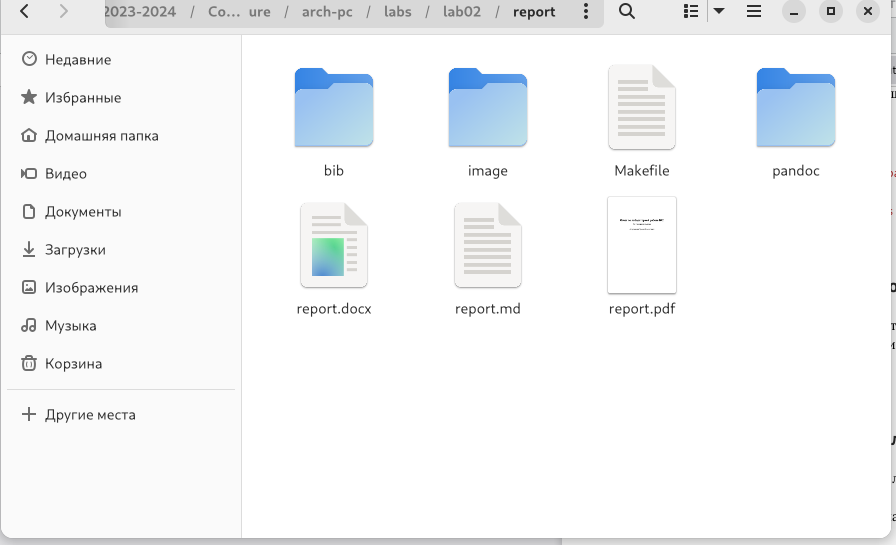 2023-2024 / Co… ure / arch-pc / labs / lab02 / report
Недавние
Избранные
Домашняя папка
Видео
Документы
Загрузки
Изображения
Музыка
Корзина
Другие места
bib
image
Makefile
pandoc
report.docx
report.md
report.pdf